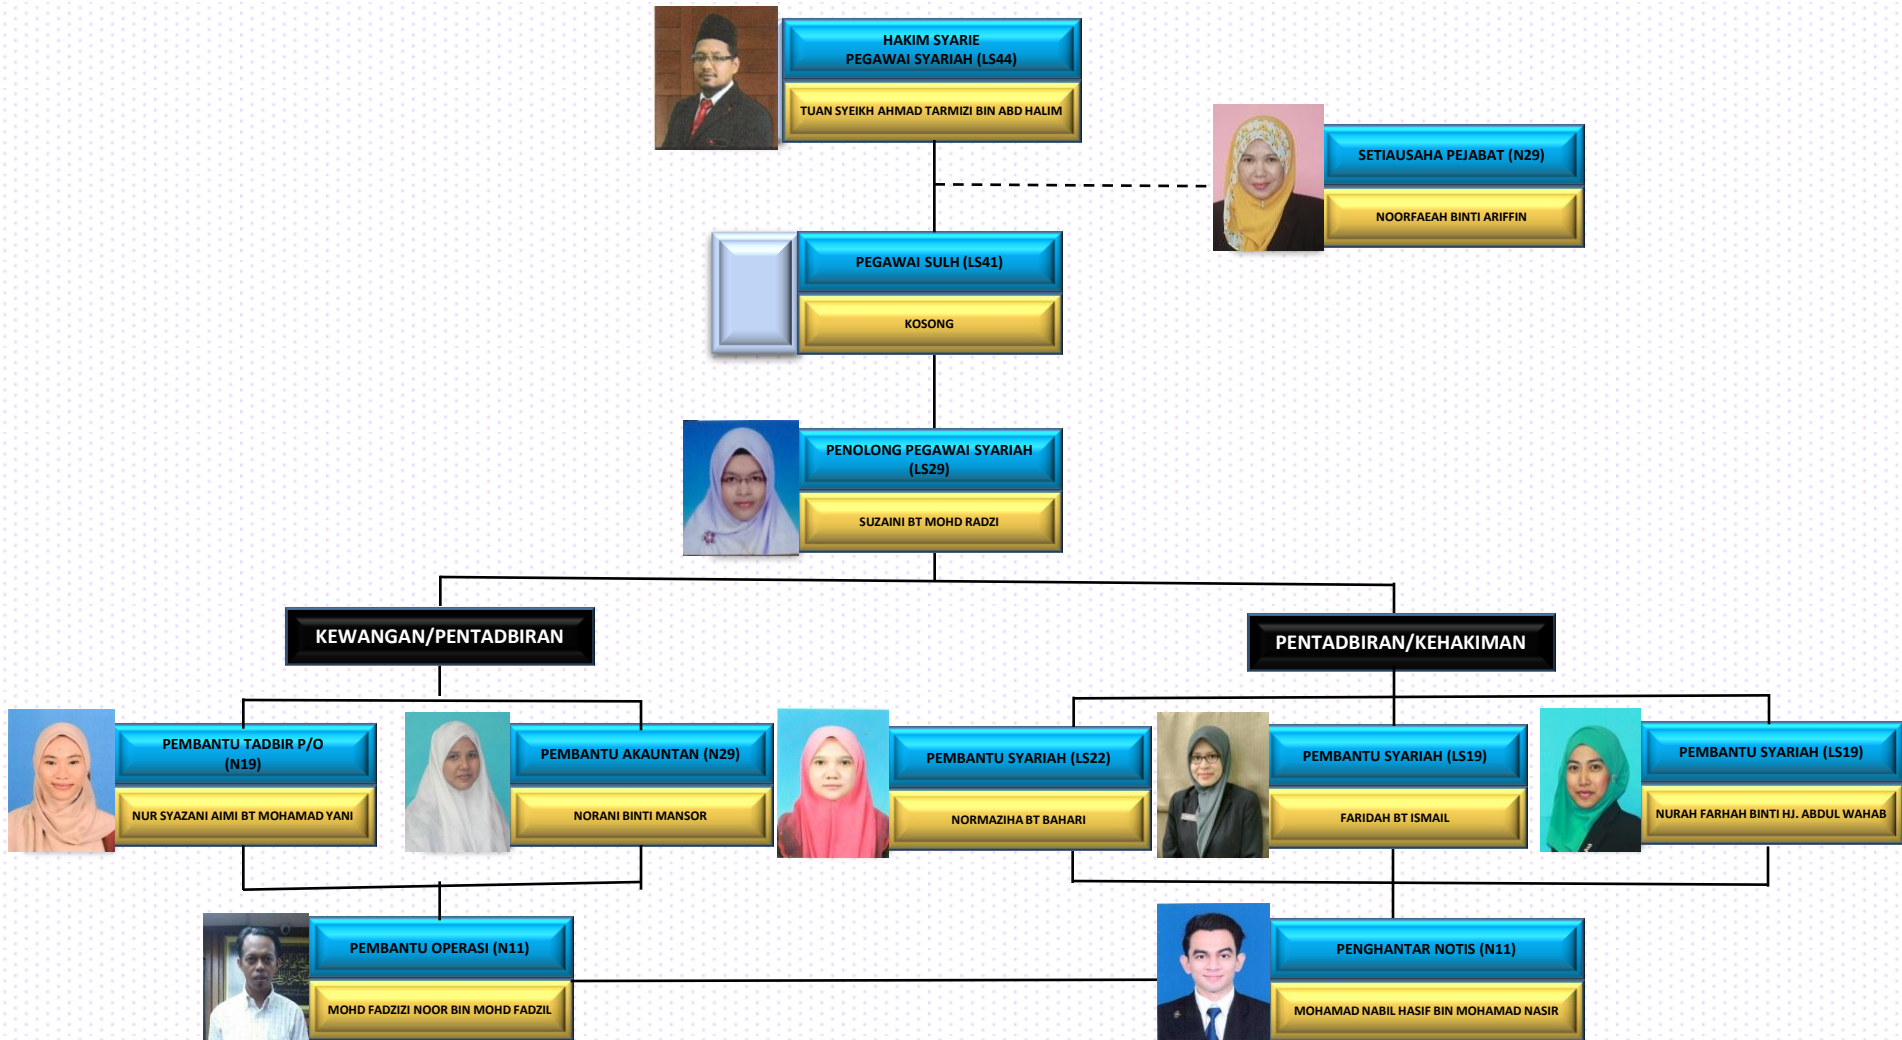 HAKIM SYARIE
PEGAWAI SYARIAH (LS44)
TUAN SYEIKH AHMAD TARMIZI BIN ABD HALIM
SETIAUSAHA PEJABAT (N29)
NOORFAEAH BINTI ARIFFIN
PEGAWAI SULH (LS41)
KOSONG
PENOLONG PEGAWAI SYARIAH
(LS29)
SUZAINI BT MOHD RADZI
KEWANGAN/PENTADBIRAN
PENTADBIRAN/KEHAKIMAN
PEMBANTU TADBIR P/O
(N19)
NUR SYAZANI AIMI BT MOHAMAD YANI
PEMBANTU AKAUNTAN (N29)
NORANI BINTI MANSOR
PEMBANTU SYARIAH (LS22)
NORMAZIHA BT BAHARI
PEMBANTU SYARIAH (LS19)
FARIDAH BT ISMAIL
PEMBANTU SYARIAH (LS19)
NURAH FARHAH BINTI HJ. ABDUL WAHAB
PEMBANTU OPERASI (N11)
MOHD FADZIZI NOOR BIN MOHD FADZIL
PENGHANTAR NOTIS (N11)
MOHAMAD NABIL HASIF BIN MOHAMAD NASIR